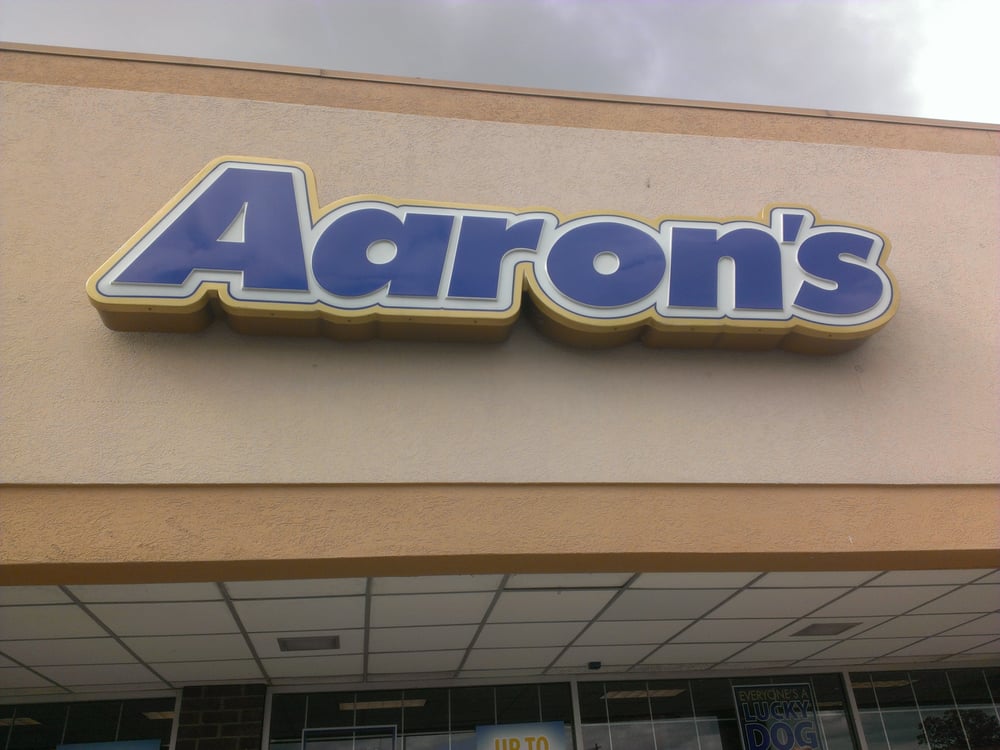 Aaron's
UP TO
EVERYONE'S A
LUCKY
DOG